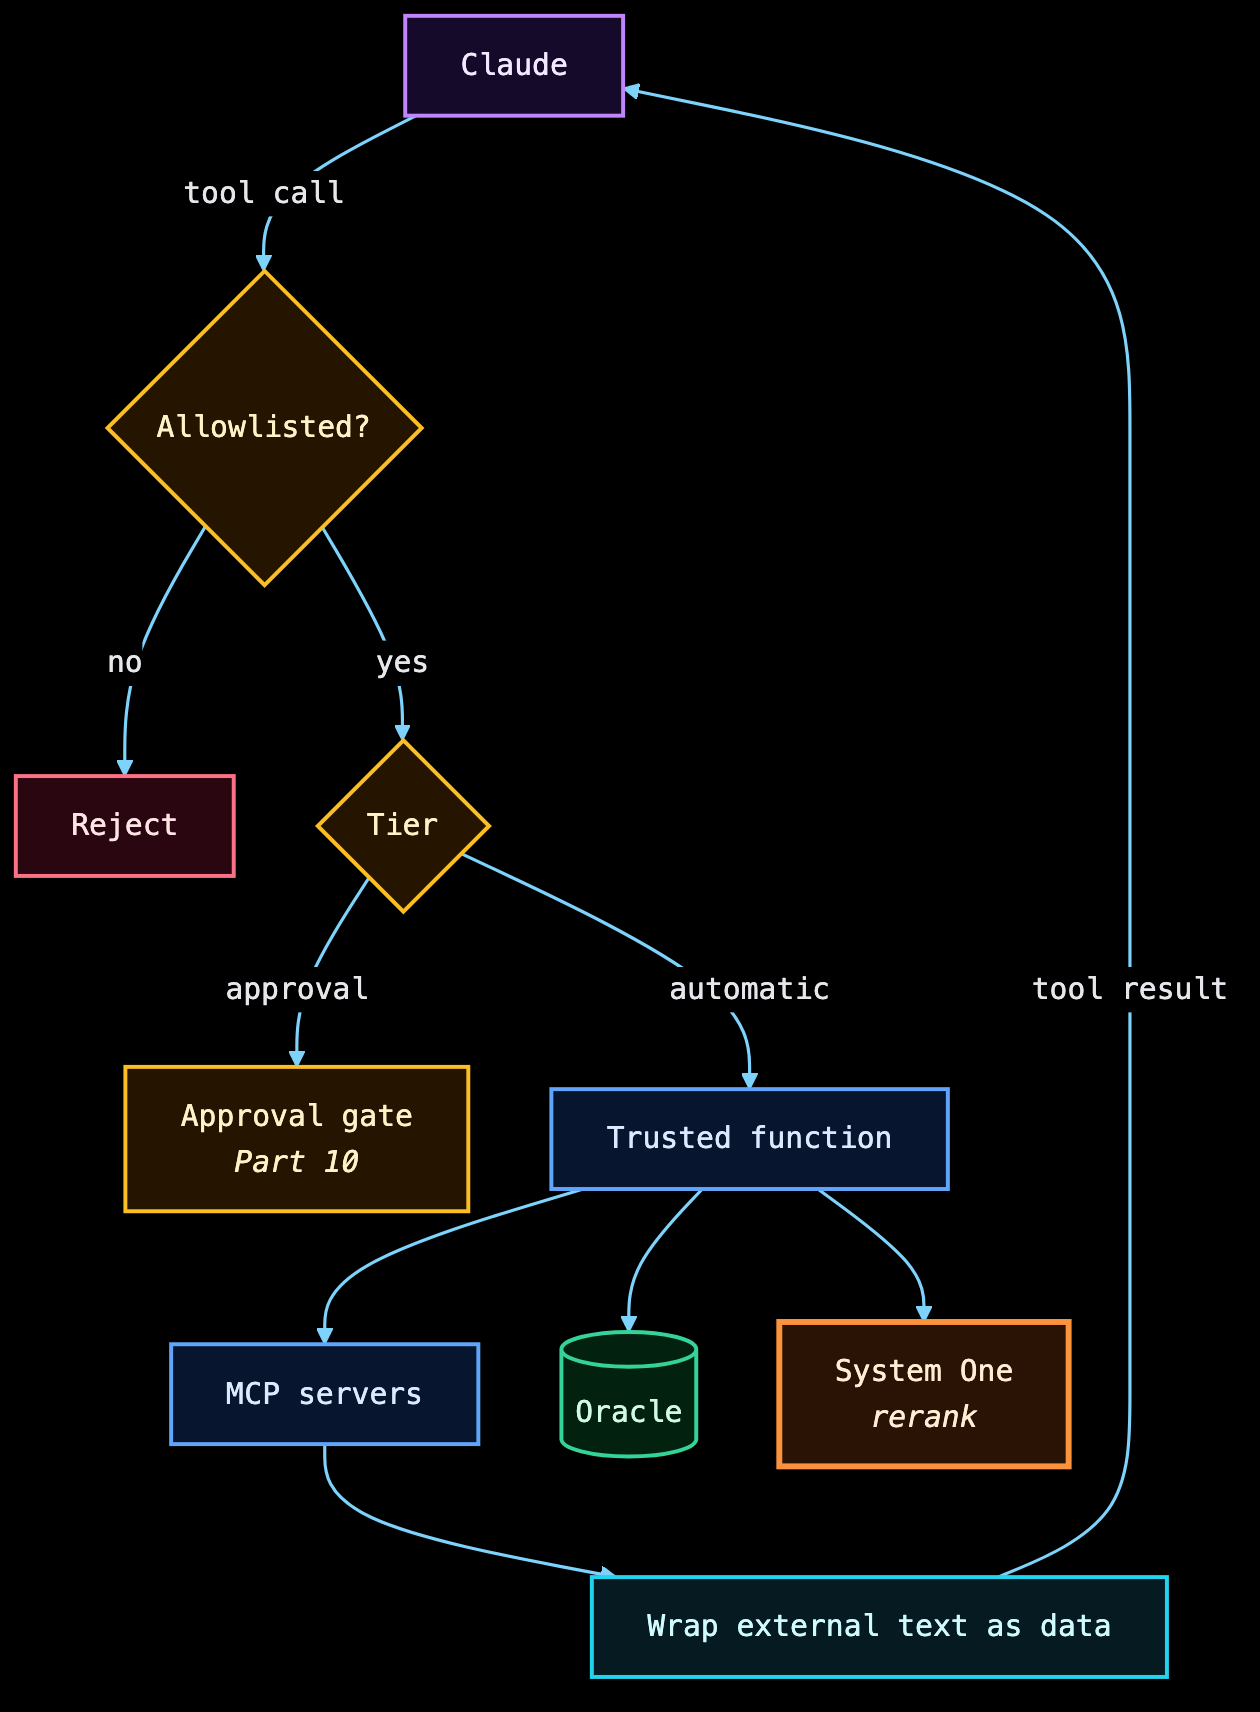 Claude
tool call
Allowlisted?
no
yes
Reject
Tier
approval
automatic
tool result
Approval gate
Part 10
Trusted function
MCP servers
Oracle
System One
rerank
Wrap external text as data